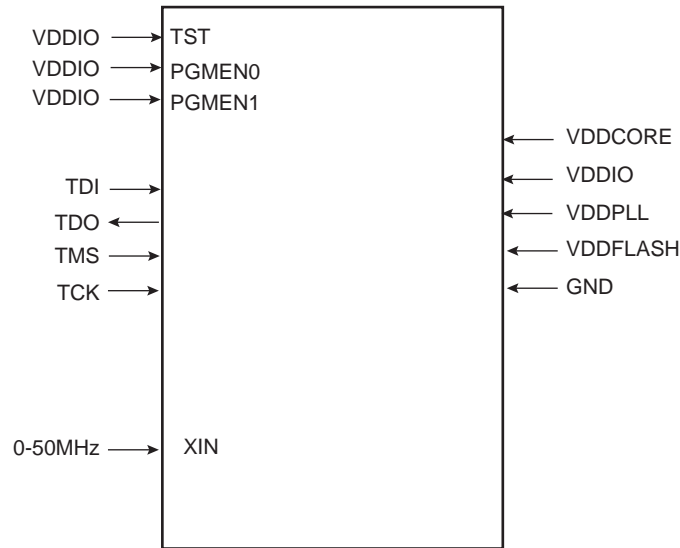 VDDIO TST
VDDIO PGMEN0
VDDIO PGMEN1
VDDCORE
VDDIO
TDI
VDDPLL
TDO
VDDFLASH
TMS
GND
TCK
0-50MHz XIN